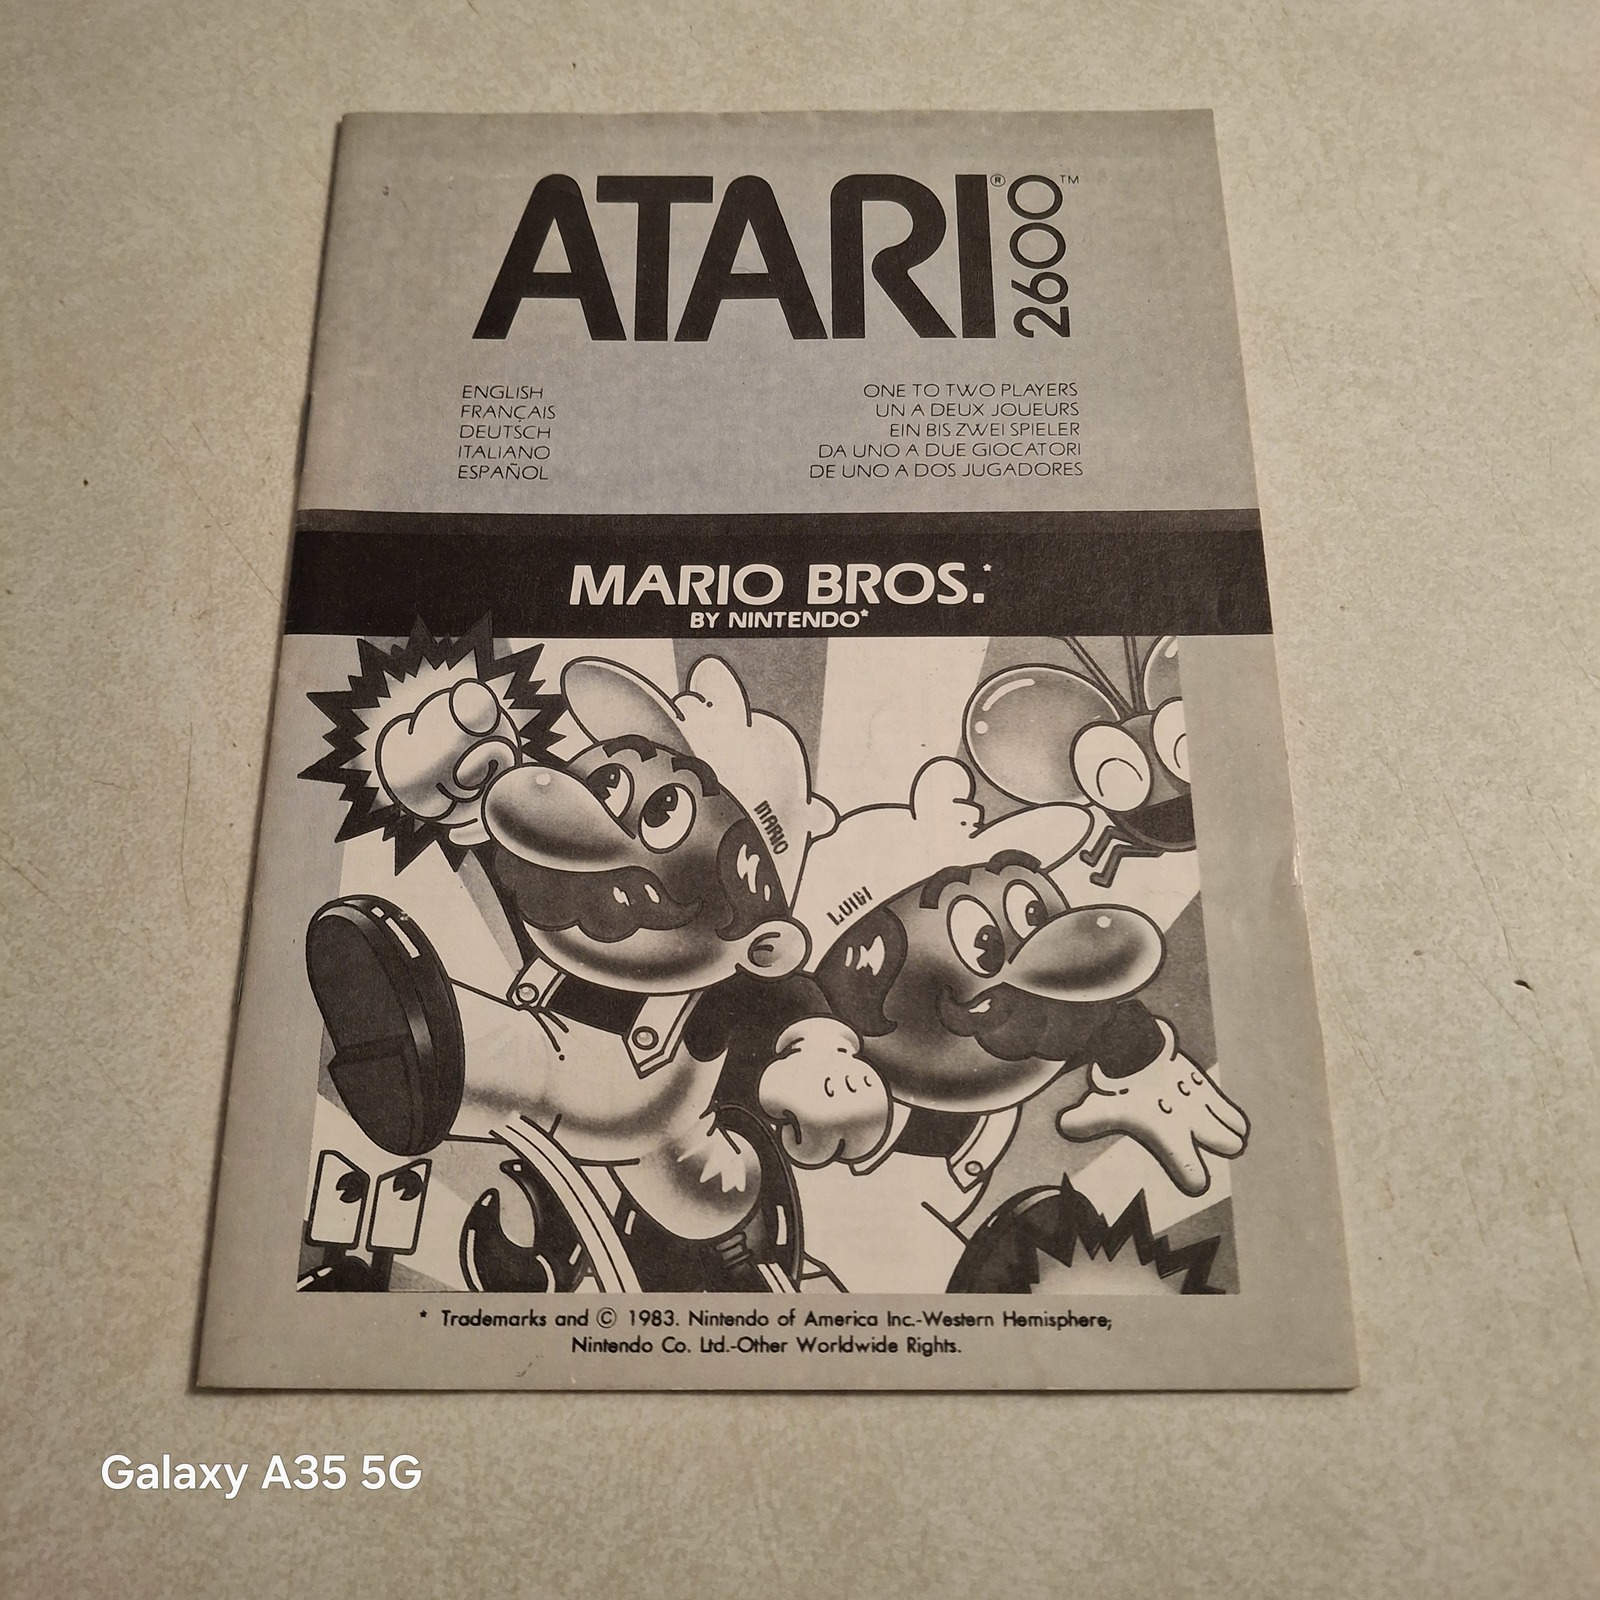 ATARI® 2600™
ENGLISH
FRANÇAIS
DEUTSCH
ITALIANO
ESPAÑOL
ONE TO TWO PLAYERS
UN A DEUX JOUEURS
EIN BIS ZWEI SPIELER
DA UNO A DUE GIOCATORI
DE UNO A DOS JUGADORES
MARIO BROS.*
BY NINTENDO*
MARIO
LUIGI
* Trademarks and © 1983. Nintendo of America Inc.-Western Hemisphere;
Nintendo Co. Ltd.-Other Worldwide Rights.
Galaxy A35 5G